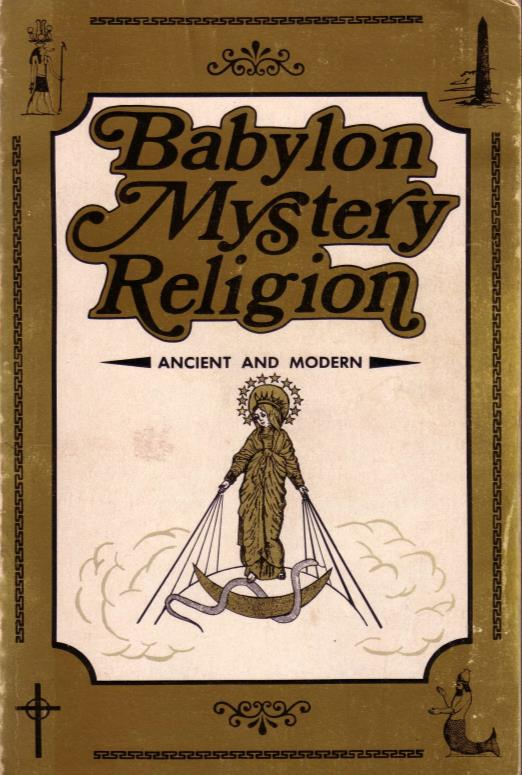 Babylon
Mystery
Religion
ANCIENT AND MODERN